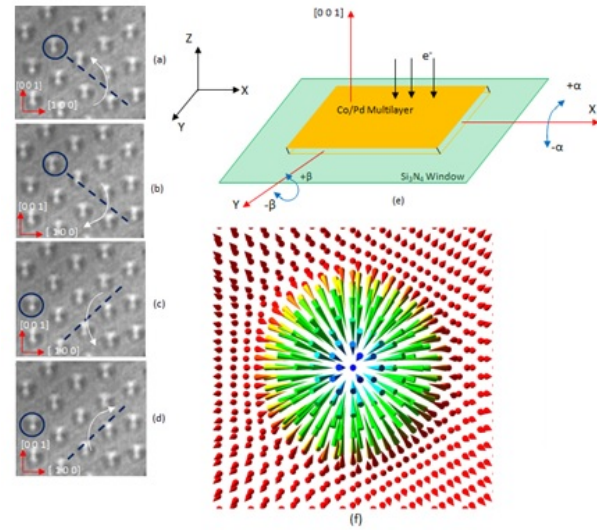 (a)
[0 0 1]
[1 0 0]
(b)
[0 0 1]
[1 0 0]
(c)
[0 0 1]
[1 0 0]
(d)
[0 0 1]
[1 0 0]
[0 0 1]
Z
X
Y
e-
Co/Pd Multilayer
+α
X
-α
Si3N4 Window
+β
Y
-β
(e)
(f)